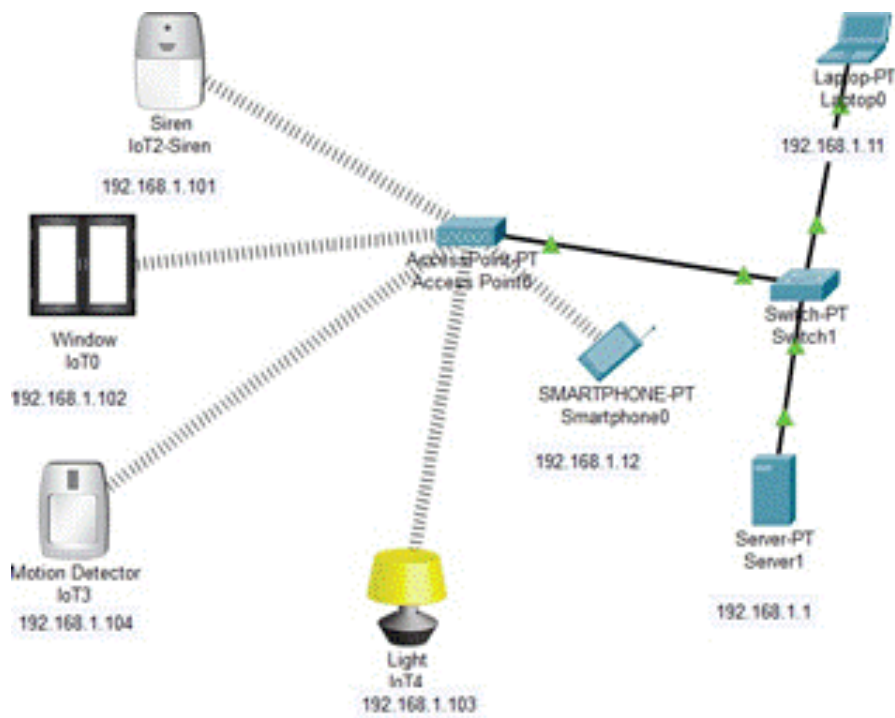 Siren
IoT2-Siren
192.168.1.101
Window
IoT0
192.168.1.102
Motion Detector
IoT3
192.168.1.104
Light
IoT4
192.168.1.103
AccessPoint-PT
Access Point0
SMARTPHONE-PT
Smartphone0
192.168.1.12
Laptop-PT
Laptop0
192.168.1.11
Switch-PT
Switch1
Server-PT
Server1
192.168.1.1